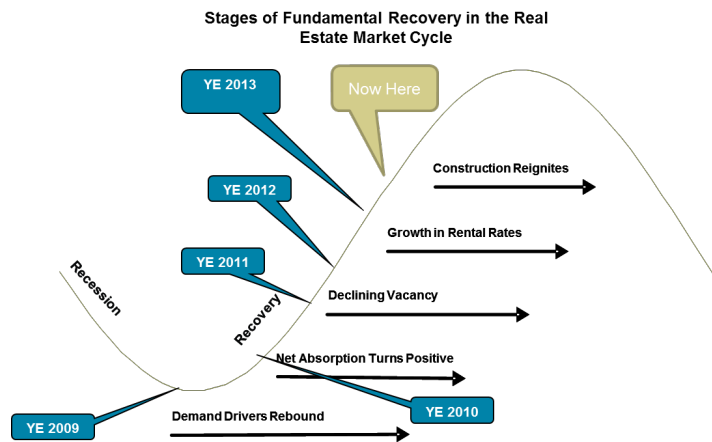 Stages of Fundamental Recovery in the Real
Estate Market Cycle
YE 2013
Now Here
Construction Reignites
YE 2012
Growth in Rental Rates
YE 2011
Recession
Declining Vacancy
Recovery
Net Absorption Turns Positive
YE 2010
Demand Drivers Rebound
YE 2009